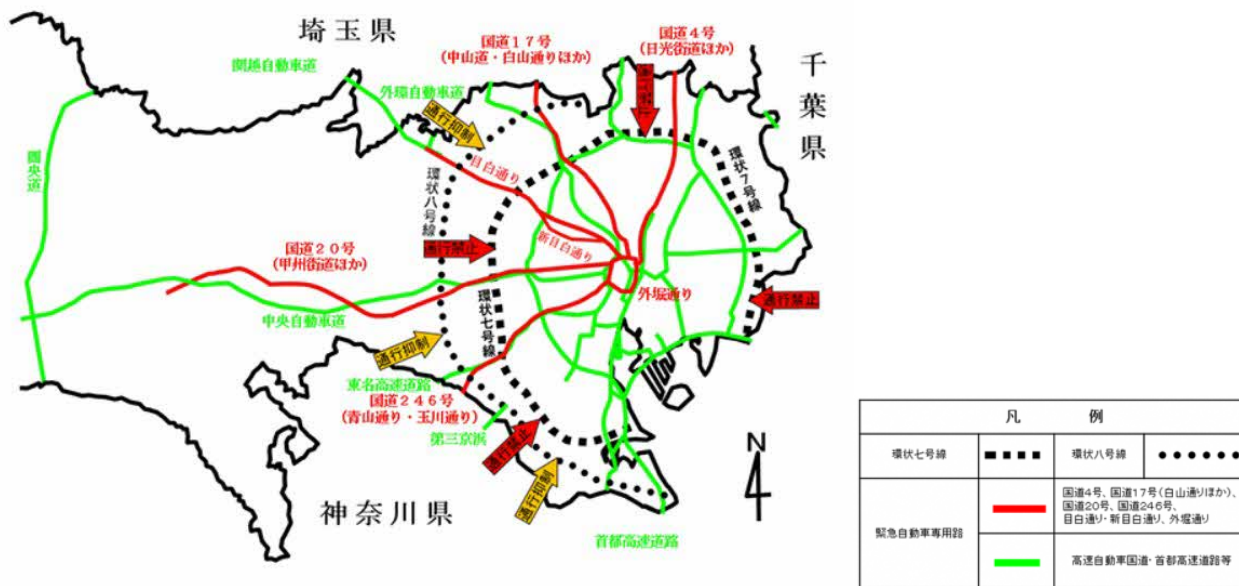 埼玉県
国道17号
(中山道・白山通りほか)
国道4号
(日光街道ほか)
千葉県
関越自動車道
外環自動車道
通行抑制
通行禁止
圏央道
環状八号線
目白通り
環状7号線
新目白通り
通行禁止
国道20号
(甲州街道ほか)
外堀通り
通行禁止
環状七号線
中央自動車道
通行抑制
東名高速道路
国道246号
(青山通り・玉川通り)
第三京浜
通行禁止
通行抑制
N
神奈川県
首都高速道路
凡 例
環状七号線
環状八号線
緊急自動車専用路
国道4号、国道17号(白山通りほか)、
国道20号、国道246号、
目白通り・新目白通り、外堀通り
高速自動車国道・首都高速道路等